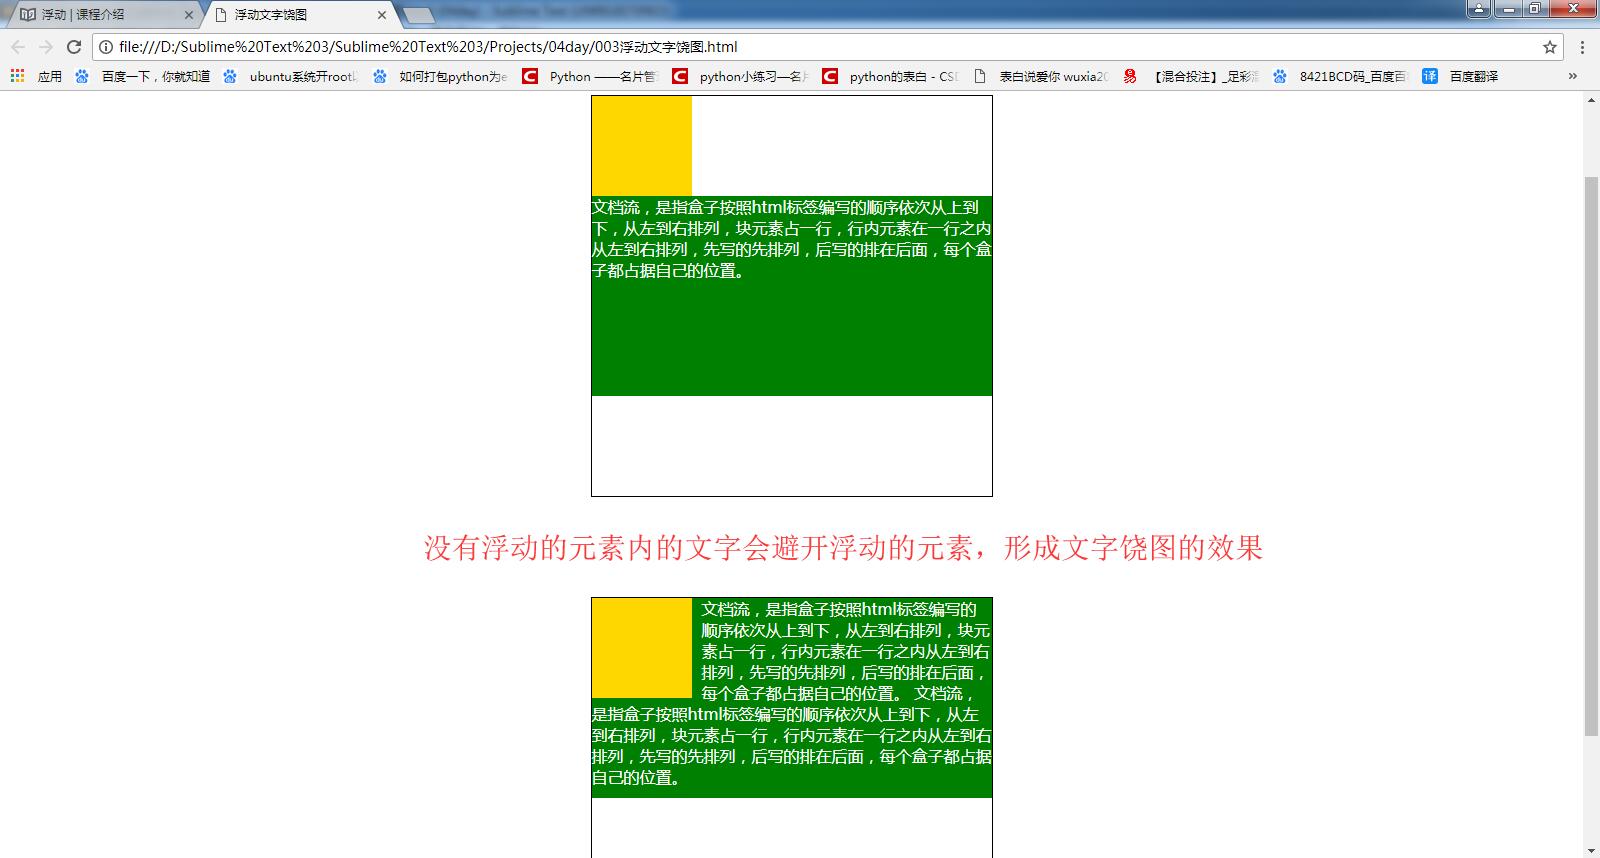 浮动 | 课程介绍
浮动文字饶图
file:///D:/Sublime%20Text%203/Sublime%20Text%203/Projects/04day/003浮动文字饶图.html
应用
百度一下，你就知道
ubuntu系统开root
如何打包python为e
Python ——名片管
python小练习—名片
python的表白 - CSD
表白说爱你 wuxia20
【混合投注】_足彩混
8421BCD码_百度百
译 百度翻译
文档流，是指盒子按照html标签编写的顺序依次从上到
下，从左到右排列，块元素占一行，行内元素在一行之内
从左到右排列，先写的先排列，后写的排在后面，每个盒
子都占据自己的位置。
没有浮动的元素内的文字会避开浮动的元素，形成文字饶图的效果
文档流，是指盒子按照html标签编写的
顺序依次从上到下，从左到右排列，块元
素占一行，行内元素在一行之内从左到右
排列，先写的先排列，后写的排在后面，
每个盒子都占据自己的位置。 文档流，
是指盒子按照html标签编写的顺序依次从上到下，从左
到右排列，块元素占一行，行内元素在一行之内从左到右
排列，先写的先排列，后写的排在后面，每个盒子都占据
自己的位置。